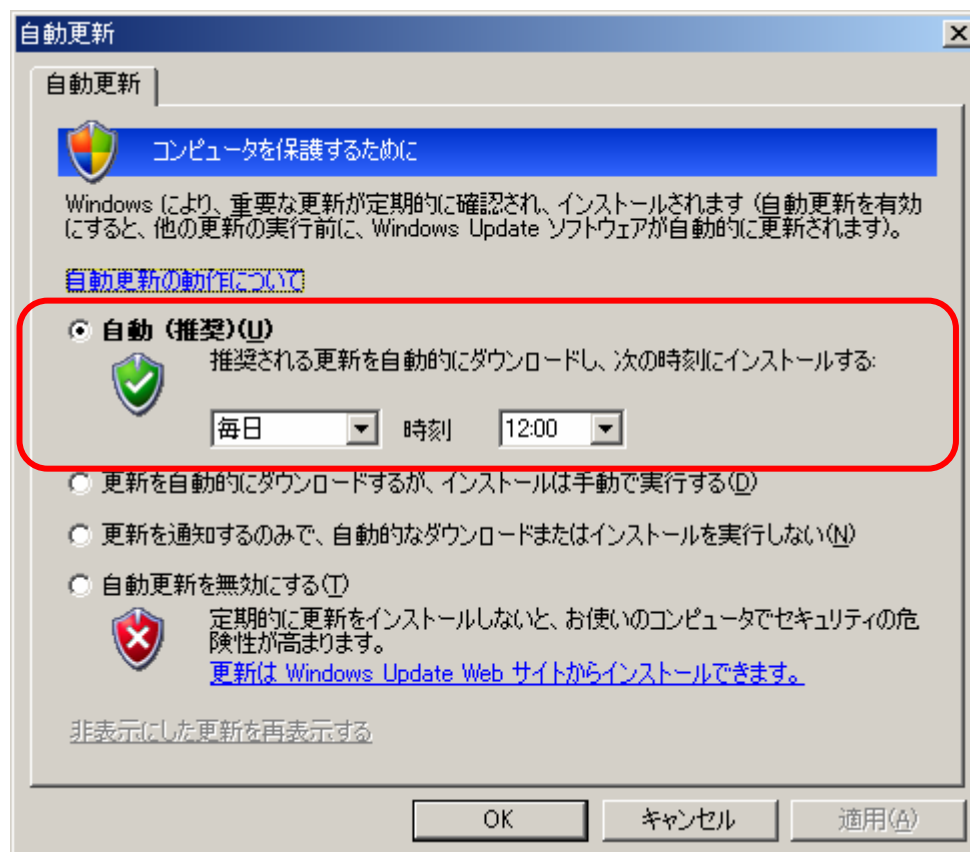 自動更新
自動更新
コンピュータを保護するために
Windows により、重要な更新が定期的に確認され、インストールされます (自動更新を有効
にすると、他の更新の実行前に、Windows Update ソフトウェアが自動的に更新されます)。
自動更新の動作について
自動 (推奨)(U)
推奨される更新を自動的にダウンロードし、次の時刻にインストールする:
毎日 時刻 12:00
更新を自動的にダウンロードするが、インストールは手動で実行する(D)
更新を通知するのみで、自動的なダウンロードまたはインストールを実行しない(N)
自動更新を無効にする(T)
定期的に更新をインストールしないと、お使いのコンピュータでセキュリティの危
険性が高まります。
更新は Windows Update Web サイトからインストールできます。
非表示にした更新を再表示する
OK キャンセル 適用(A)